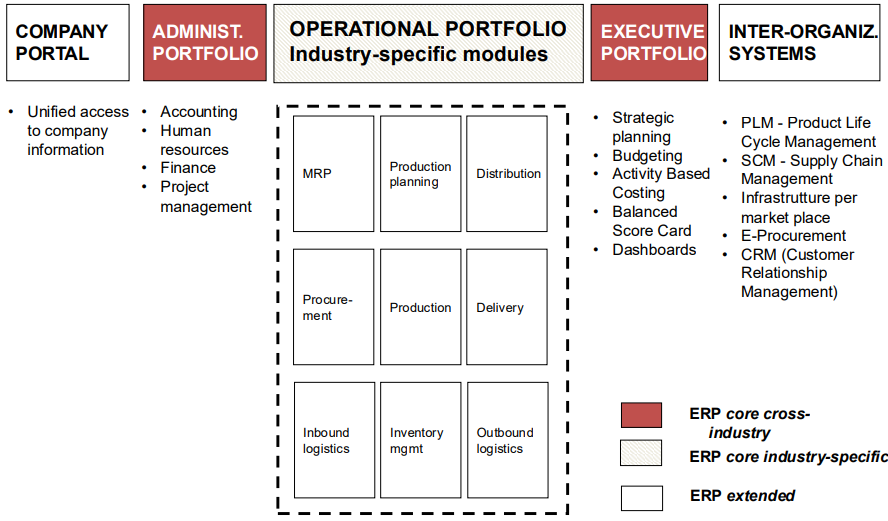 COMPANY
PORTAL
ADMINIST.
PORTFOLIO
OPERATIONAL PORTFOLIO
Industry-specific modules
EXECUTIVE
PORTFOLIO
INTER-ORGANIZ.
SYSTEMS
• Unified access
to company
information
• Accounting
• Human
resources
• Finance
• Project
management
MRP
Production
planning
Distribution
Procure-
ment
Production
Delivery
Inbound
logistics
Inventory
mgmt
Outbound
logistics
• Strategic
planning
• Budgeting
• Activity Based
Costing
• Balanced
Score Card
• Dashboards
• PLM - Product Life
Cycle Management
• SCM - Supply Chain
Management
• Infrastrutture per
market place
• E-Procurement
• CRM (Customer
Relationship
Management)
ERP core cross-
industry
ERP core industry-specific
ERP extended